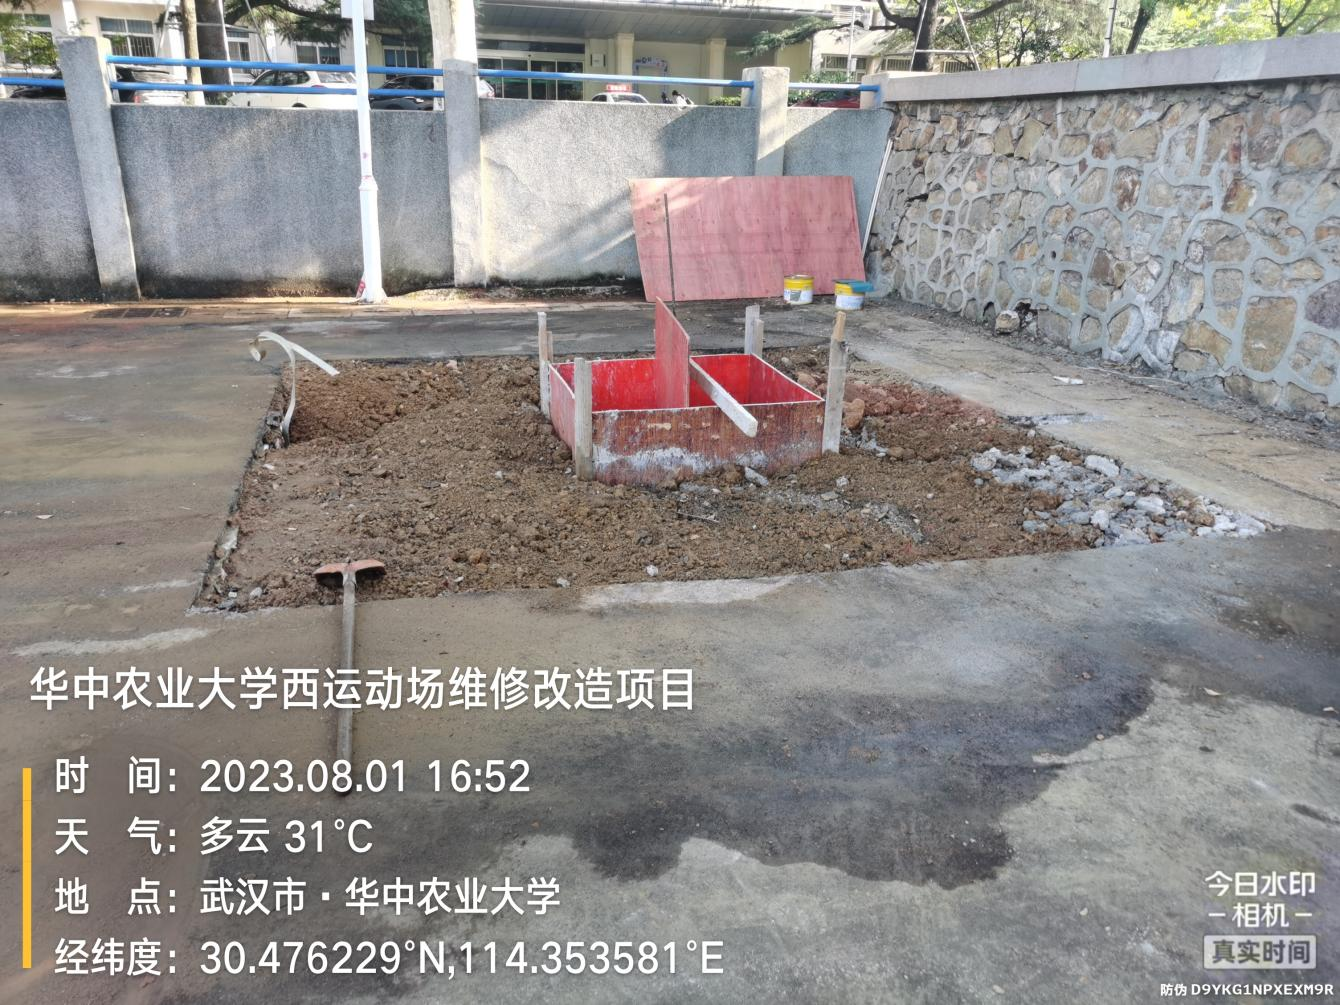 华中农业大学西运动场维修改造项目
时 间：2023.08.01 16:52
天 气：多云 31°C
地 点：武汉市·华中农业大学
经纬度：30.476229°N,114.353581°E
今日水印
-相机-
真实时间
防伪 D9YKG1NPXEXM9R